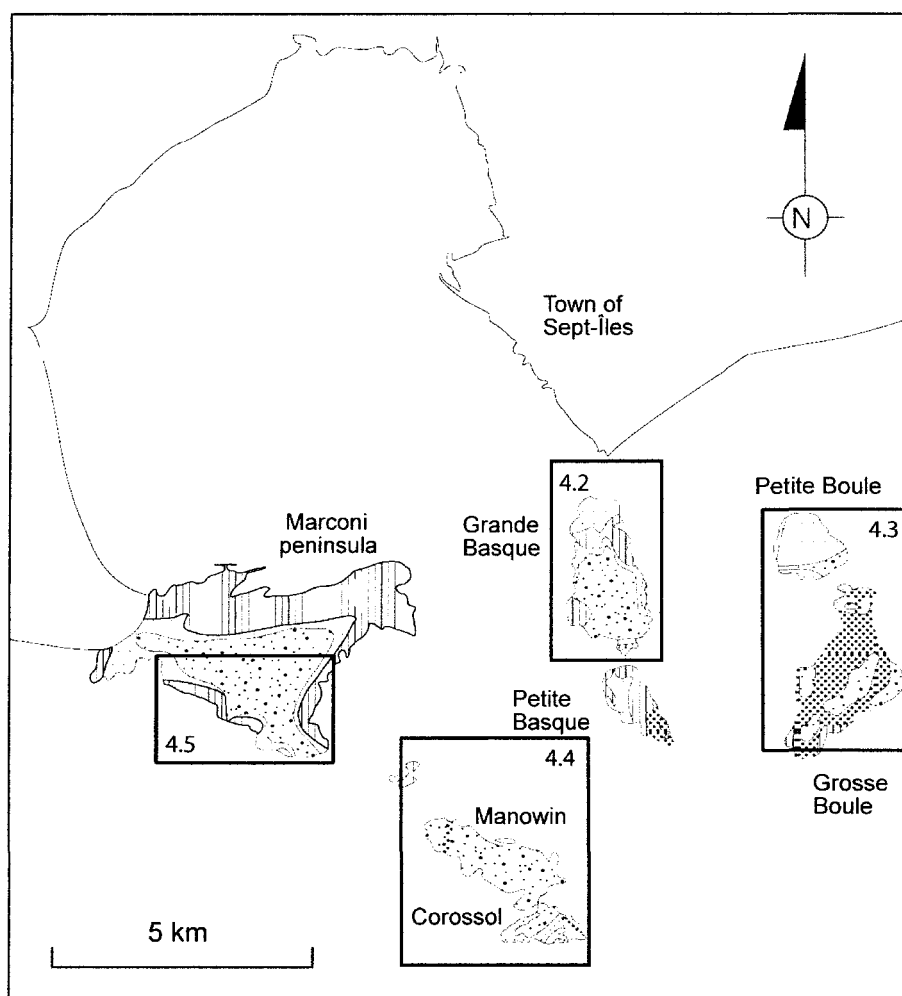 N
Town of
Sept-Îles
4.2
Petite Boule
4.3
Grande
Basque
Marconi
peninsula
Petite
Basque
4.5
4.4
Grosse
Boule
Manowin
Corossol
5 km